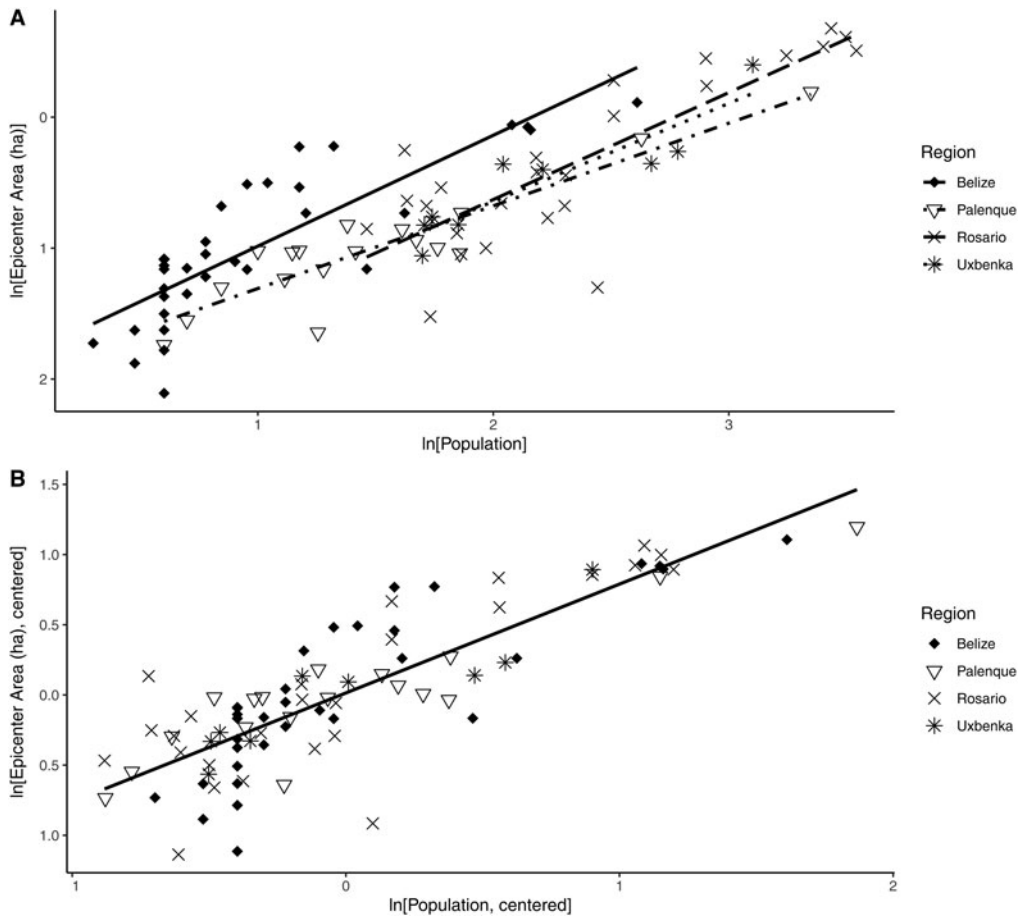 A
ln[Epicenter Area (ha)]
0
1
2
1
2
3
ln[Population]
Region
Belize
Palenque
Rosario
Uxbenka
B
ln[Epicenter Area (ha), centered]
1.5
1.0
0.5
0.0
0.5
1.0
1
0
1
2
ln[Population, centered]
Region
Belize
Palenque
Rosario
Uxbenka